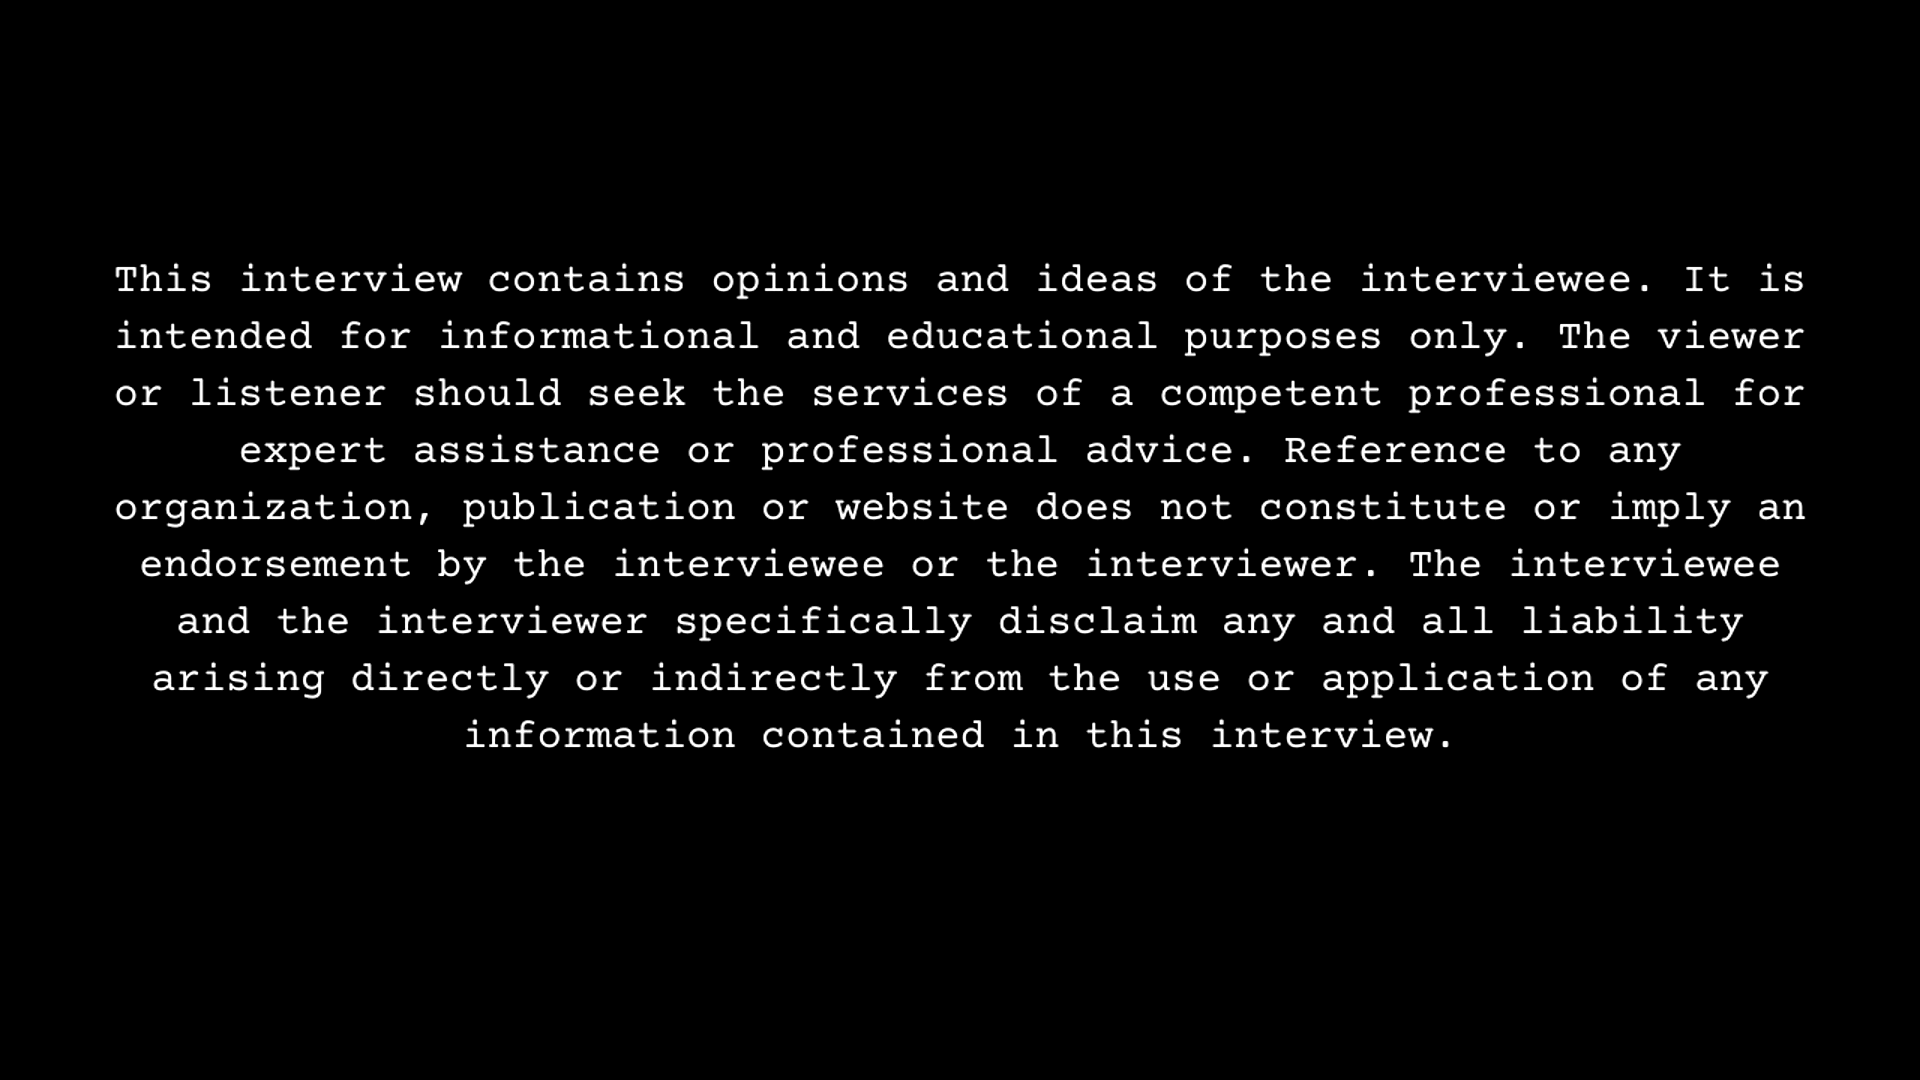 This interview contains opinions and ideas of the interviewee. It is
intended for informational and educational purposes only. The viewer
or listener should seek the services of a competent professional for
expert assistance or professional advice. Reference to any
organization, publication or website does not constitute or imply an
endorsement by the interviewee or the interviewer. The interviewee
and the interviewer specifically disclaim any and all liability
arising directly or indirectly from the use or application of any
information contained in this interview.